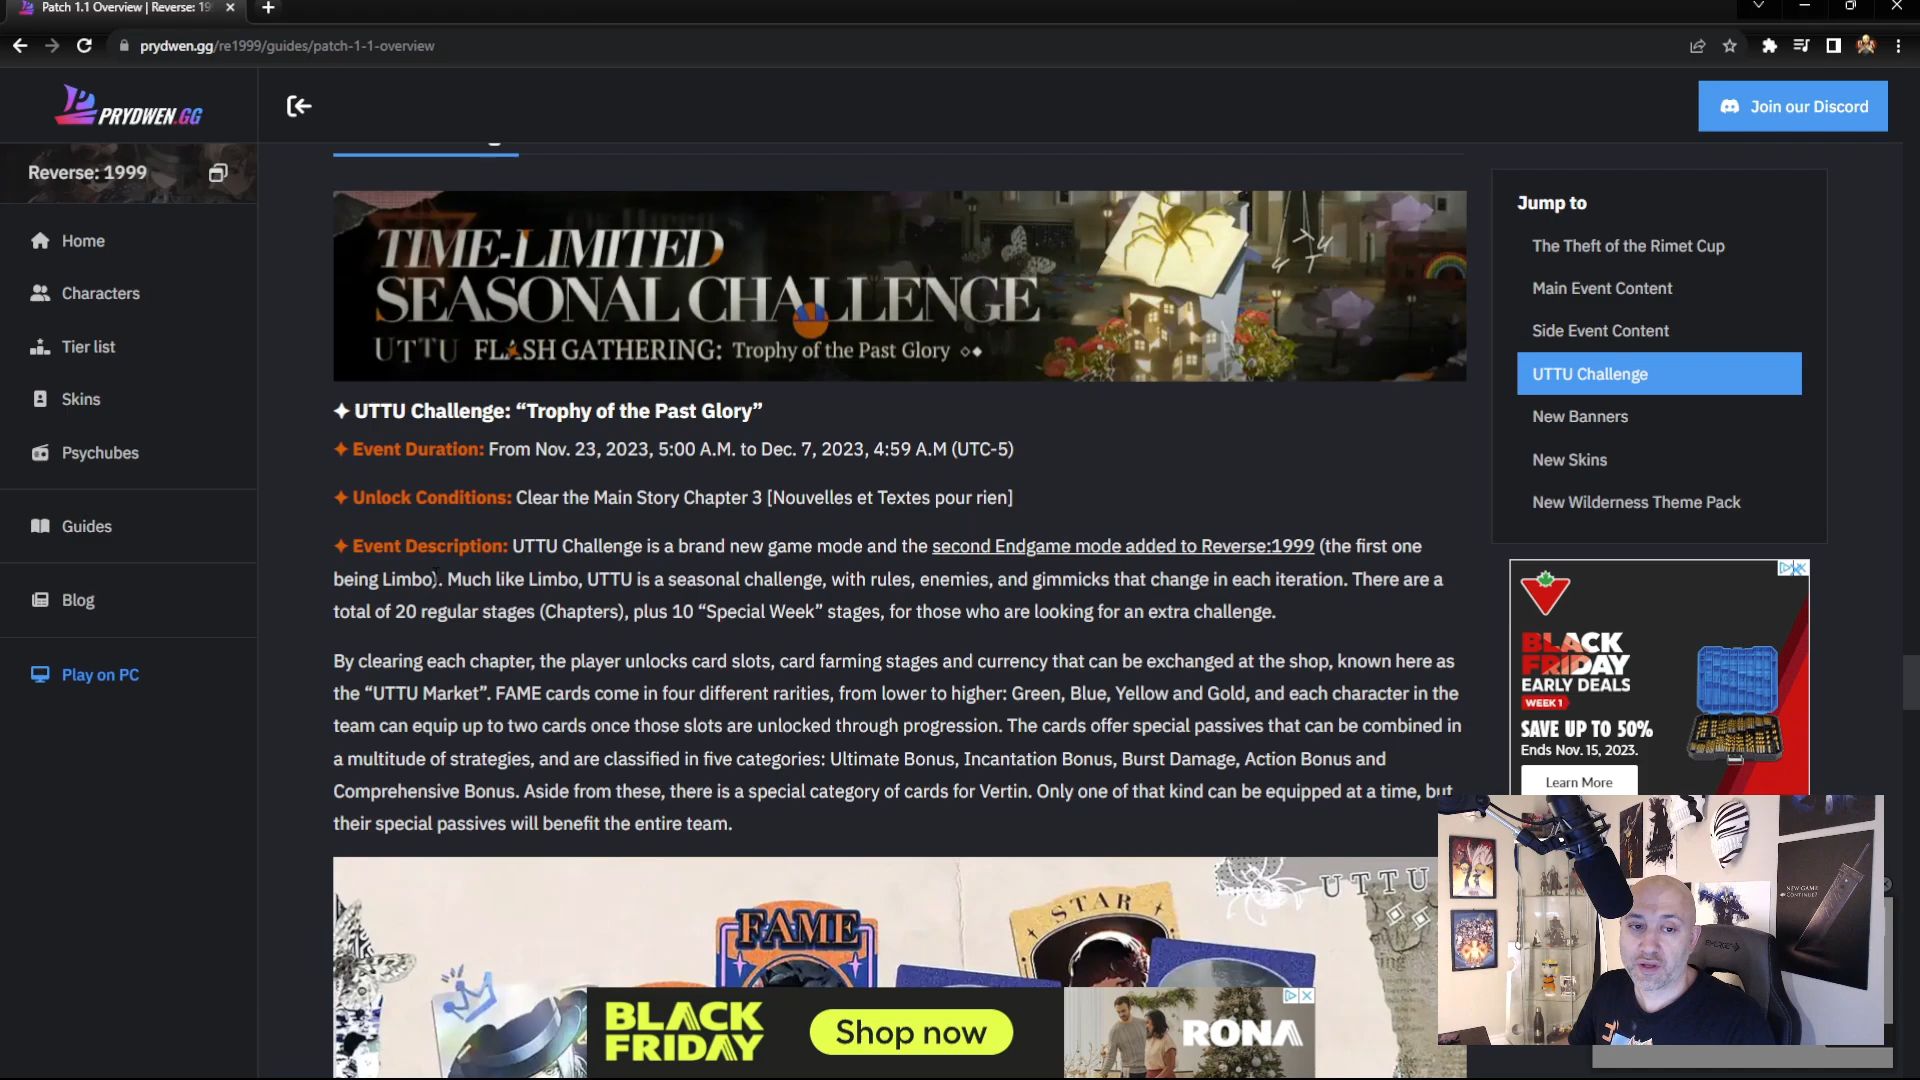 Patch 1.1 Overview | Reverse: 19
prydwen.gg/re1999/guides/patch-1-1-overview
PRYDWEN.GG
Join our Discord
Reverse: 1999
Home
Characters
Tier list
Skins
Psychubes
Guides
Blog
Play on PC
TIME-LIMITED
SEASONAL CHALLENGE
UTTU FLASH GATHERING: Trophy of the Past Glory
UTTU Challenge: “Trophy of the Past Glory”
Event Duration: From Nov. 23, 2023, 5:00 A.M. to Dec. 7, 2023, 4:59 A.M (UTC-5)
Unlock Conditions: Clear the Main Story Chapter 3 [Nouvelles et Textes pour rien]
Event Description: UTTU Challenge is a brand new game mode and the second Endgame mode added to Reverse:1999 (the first one
being Limbo). Much like Limbo, UTTU is a seasonal challenge, with rules, enemies, and gimmicks that change in each iteration. There are a
total of 20 regular stages (Chapters), plus 10 “Special Week” stages, for those who are looking for an extra challenge.
By clearing each chapter, the player unlocks card slots, card farming stages and currency that can be exchanged at the shop, known here as
the “UTTU Market”. FAME cards come in four different rarities, from lower to higher: Green, Blue, Yellow and Gold, and each character in the
team can equip up to two cards once those slots are unlocked through progression. The cards offer special passives that can be combined in
a multitude of strategies, and are classified in five categories: Ultimate Bonus, Incantation Bonus, Burst Damage, Action Bonus and
Comprehensive Bonus. Aside from these, there is a special category of cards for Vertin. Only one of that kind can be equipped at a time, but
their special passives will benefit the entire team.
FAME
STAR
UTTU
BLACK
FRIDAY
Shop now
RONA
Jump to
The Theft of the Rimet Cup
Main Event Content
Side Event Content
UTTU Challenge
New Banners
New Skins
New Wilderness Theme Pack
BLACK
FRIDAY
EARLY DEALS
WEEK 1
SAVE UP TO 50%
Ends Nov. 15, 2023.
Learn More
NEW GAME
CONTINUE?